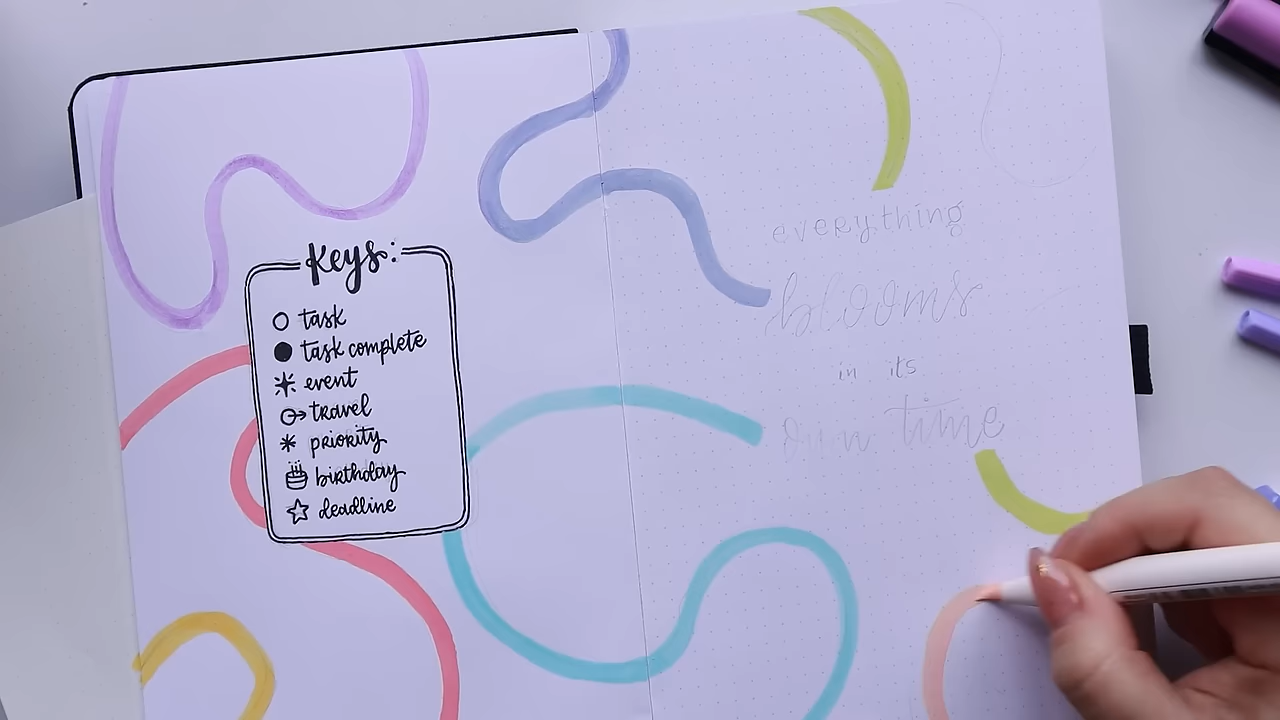 Keys:
task
task complete
event
travel
priority
birthday
deadline
everything
blooms
in its
own time